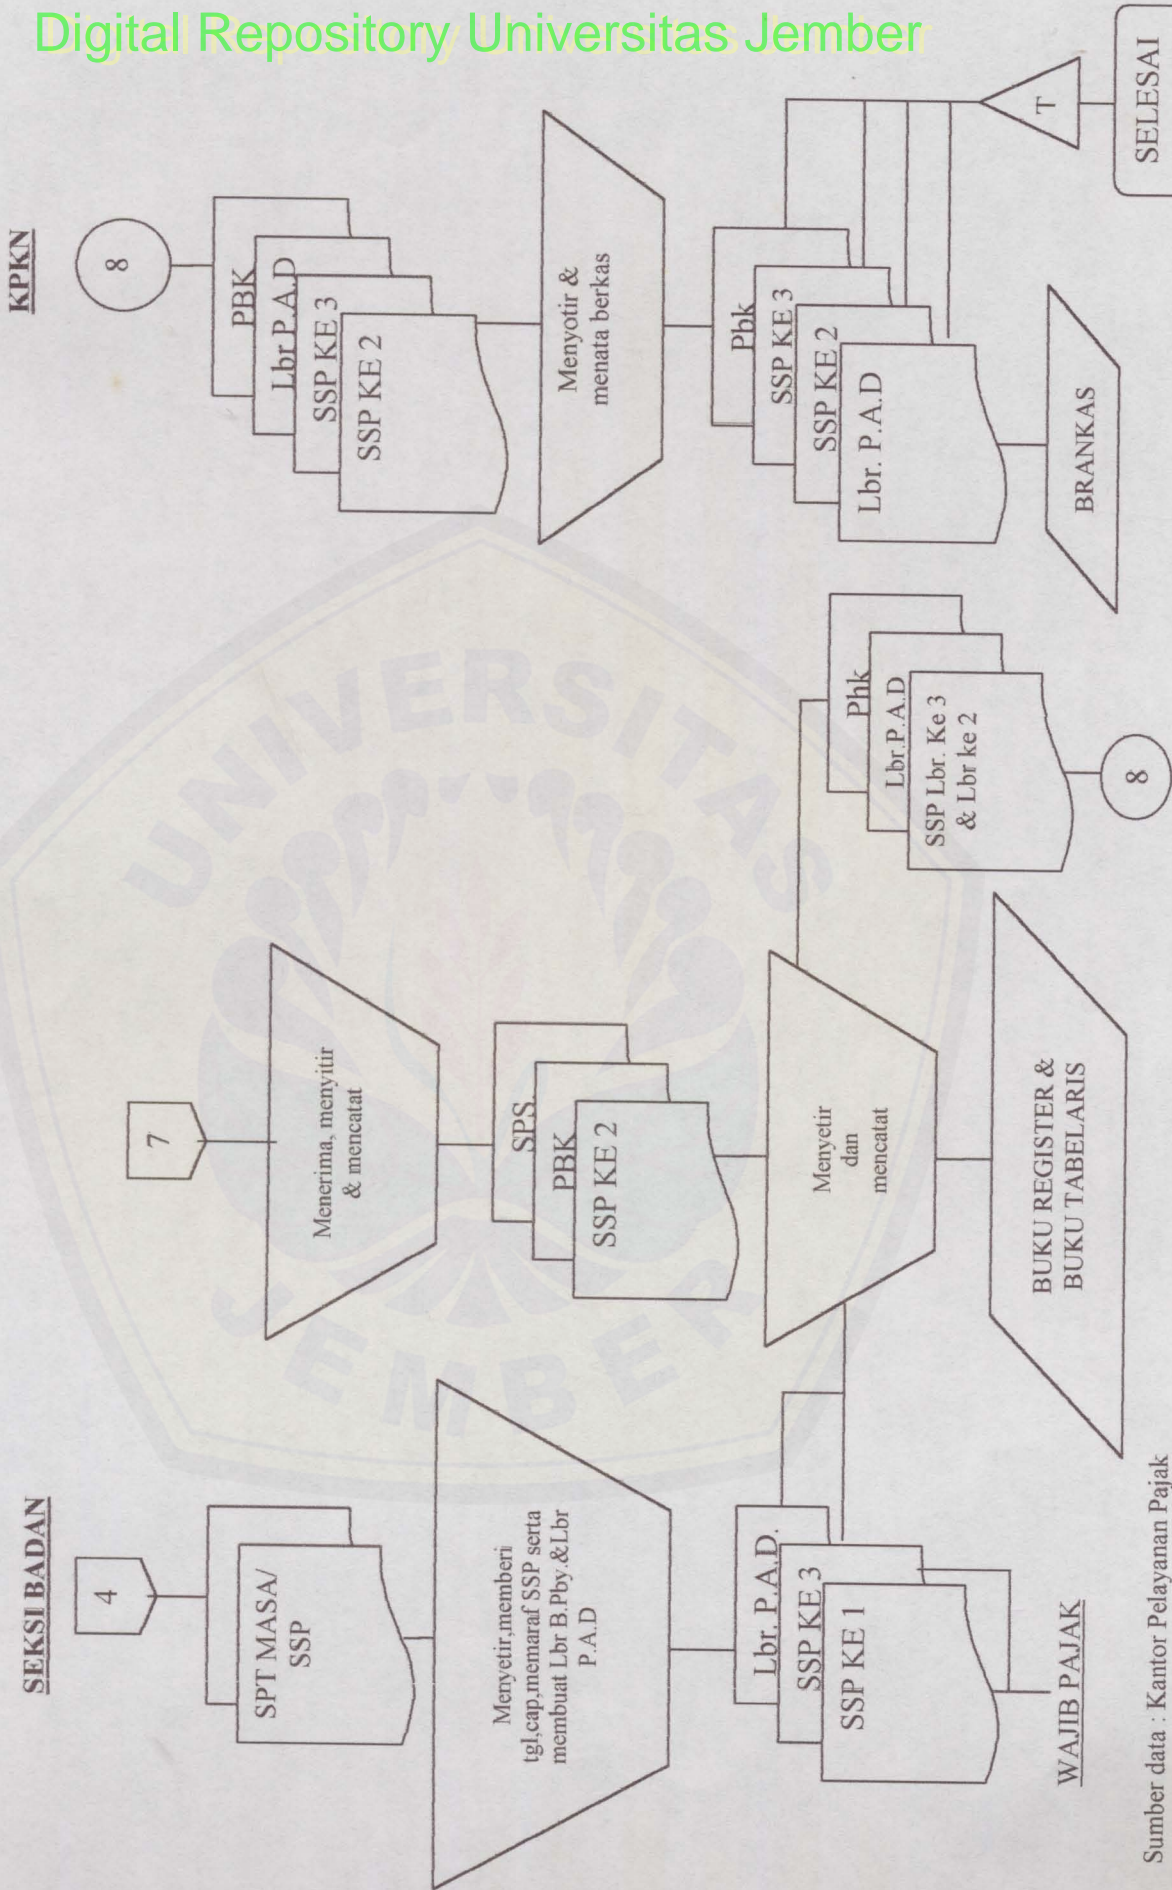 Digital Repository Universitas Jember
SEKSI BADAN
4
SPT MASA/
SSP
Menyetir,memberi
tgl,cap,memaraf SSP serta
membuat Lbr B.Pby.&Lbr
P.A.D
Lbr. P.A.D.
SSP KE 3
SSP KE 1
WAJIB PAJAK
7
Menerima, menyitir
& mencatat
SPS.
PBK
SSP KE 2
Menyetir
dan
mencatat
BUKU REGISTER &
BUKU TABELARIS
Phk
Lbr.P.A.D
SSP Lbr. Ke 3
& Lbr ke 2
8
KPKN
8
PBK
Lbr P.A.D
SSP KE 3
SSP KE 2
Menyotir &
menata berkas
Pbk
SSP KE 3
SSP KE 2
Lbr. P.A.D
BRANKAS
T
SELESAI
Sumber data : Kantor Pelayanan Pajak
UNIVERSITAS
JEMBER